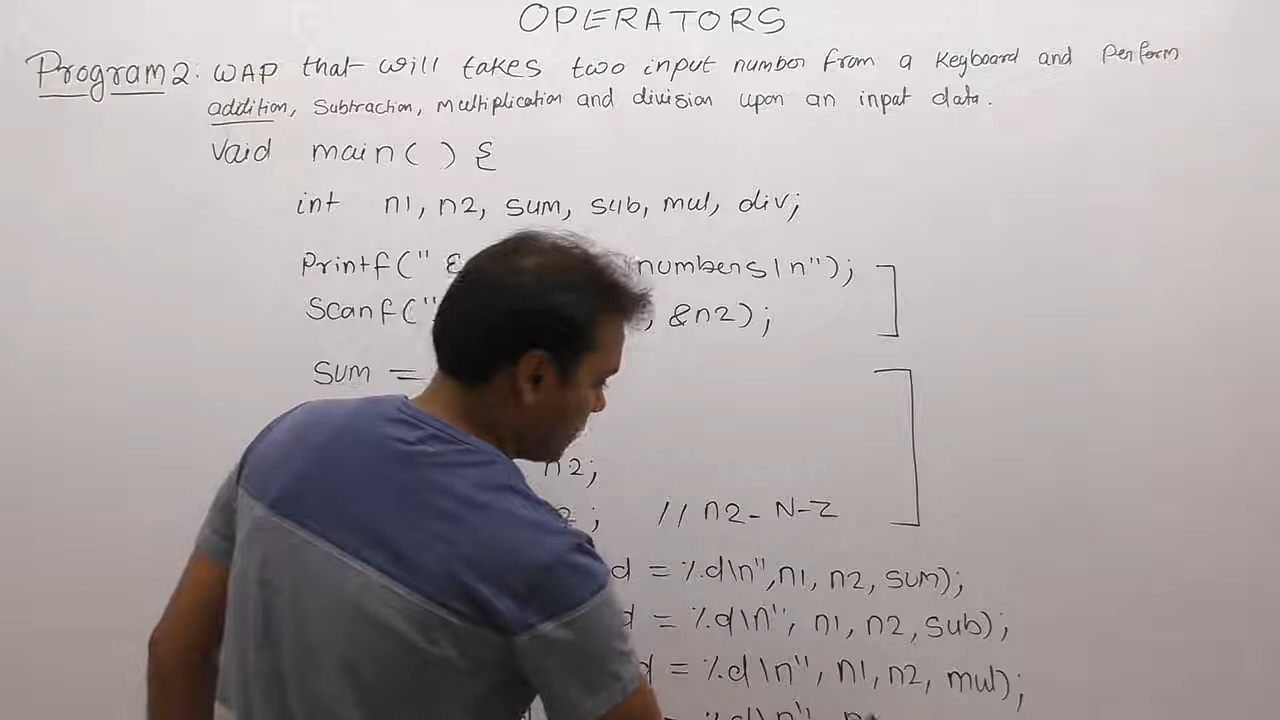 OPERATORS
Program 2: WAP that will takes two input number from a keyboard and perform
addition, Subtraction, multiplication and division upon an input data.
Void main( ) {
int n1, n2, sum, sub, mul, div;
Printf(" numbers\n");
Scanf(" , &n2);
Sum =
n2;
; // n2 - N-Z
d = %d\n", n1, n2, sum);
d = %d\n", n1, n2, sub);
d = %d\n", n1, n2, mul);
= %d\n",